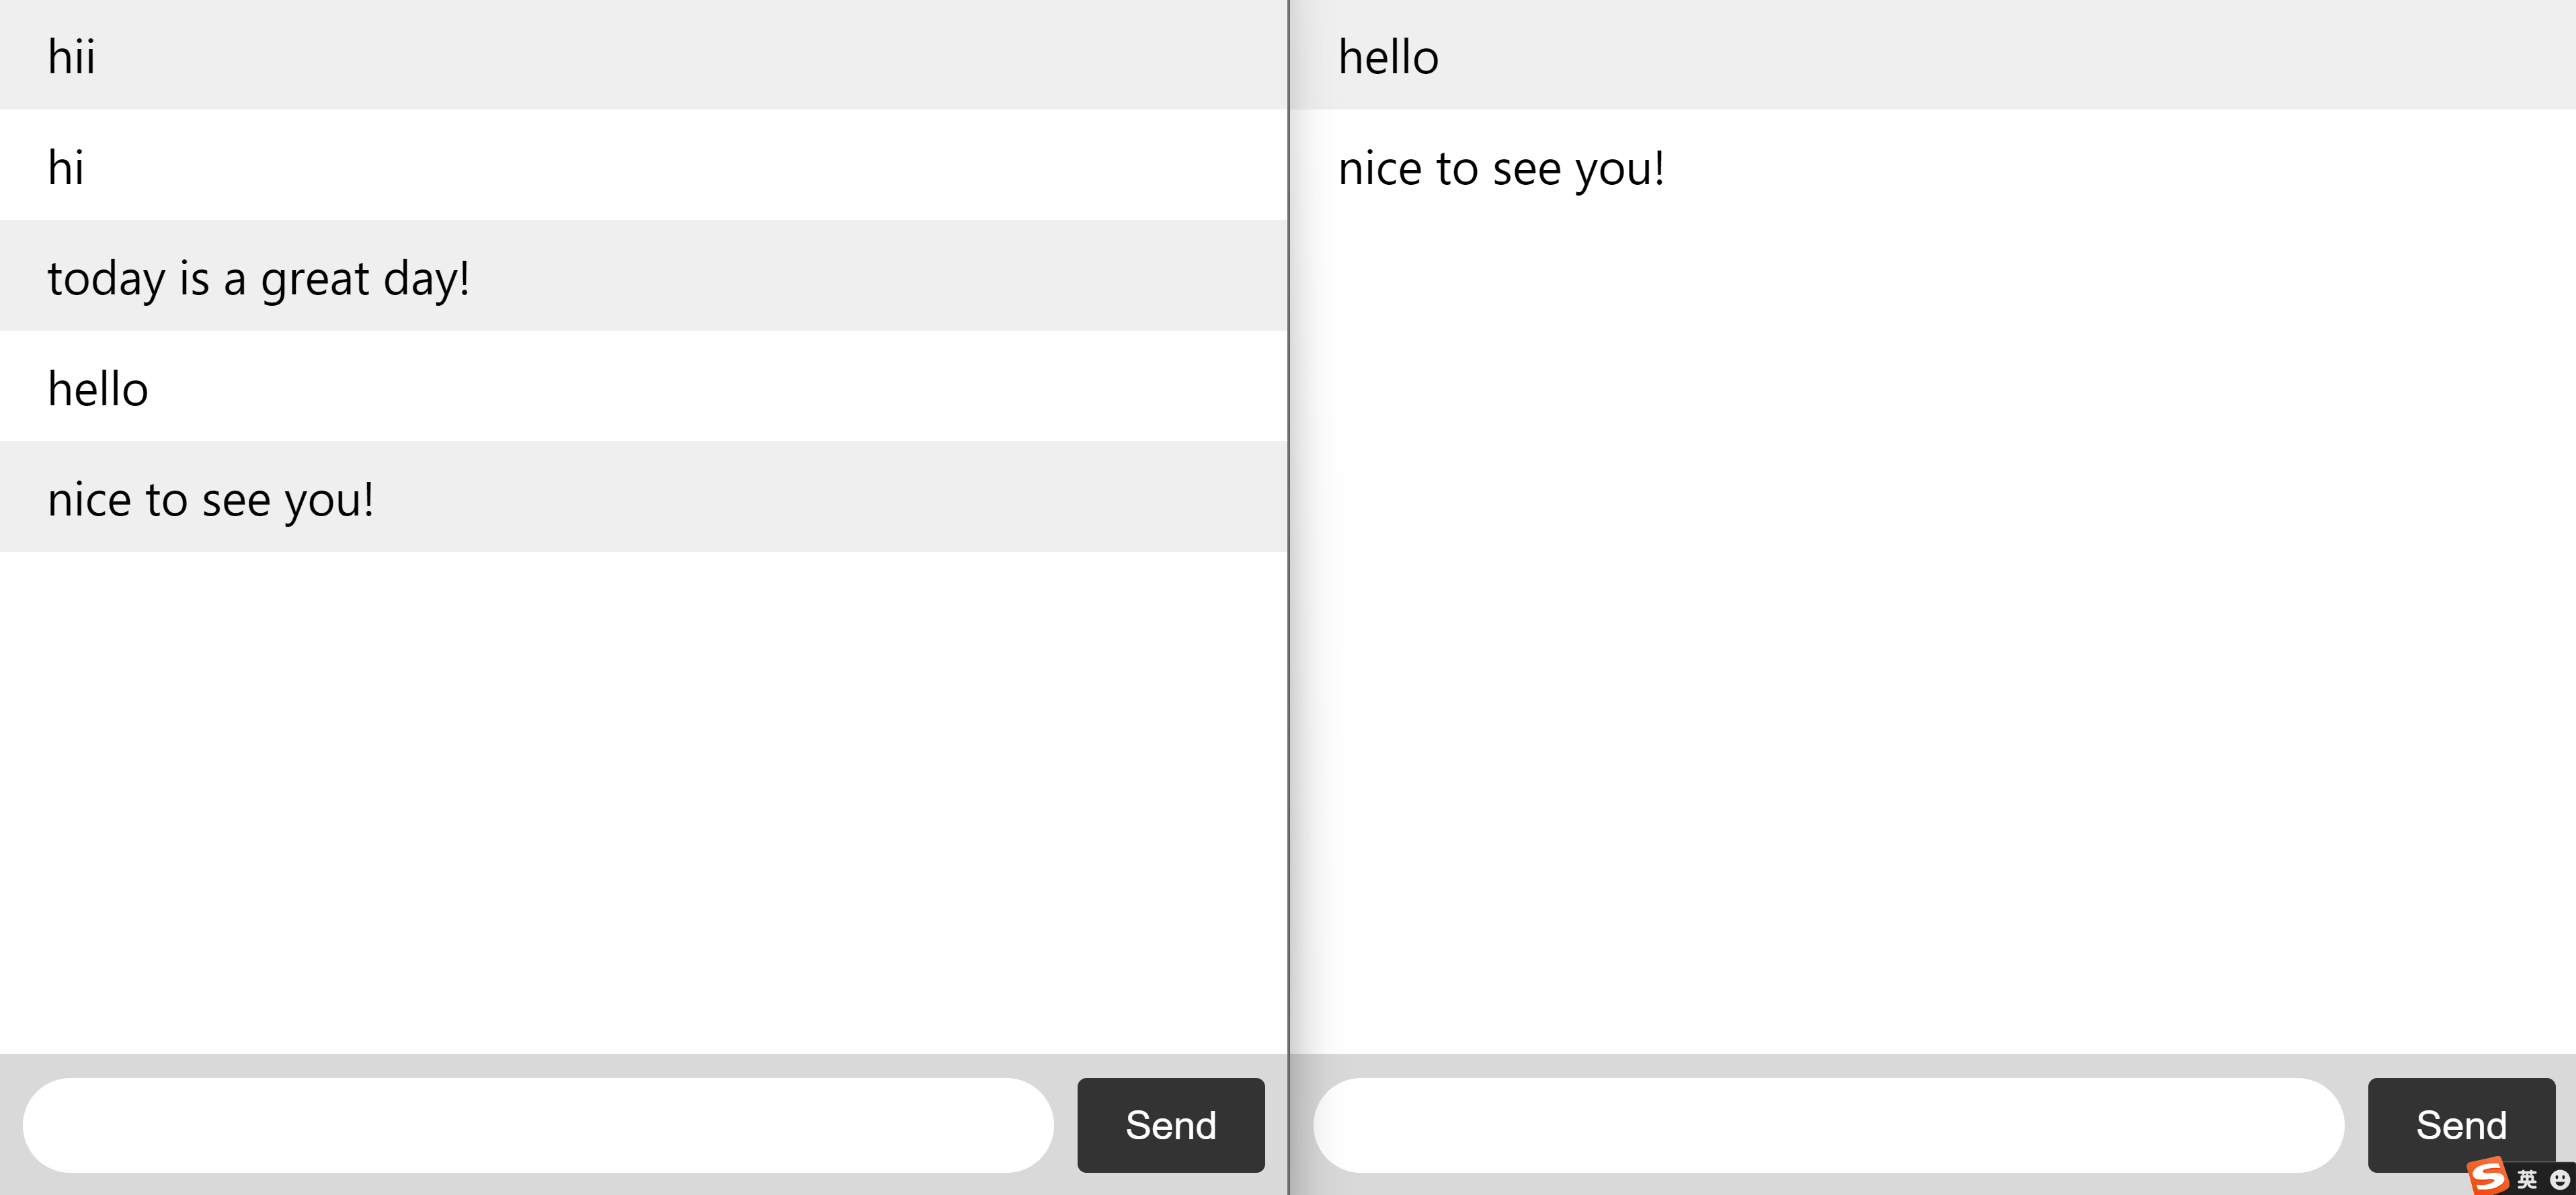 hii
hi
today is a great day!
hello
nice to see you!
Send
hello
nice to see you!
Send
S 英